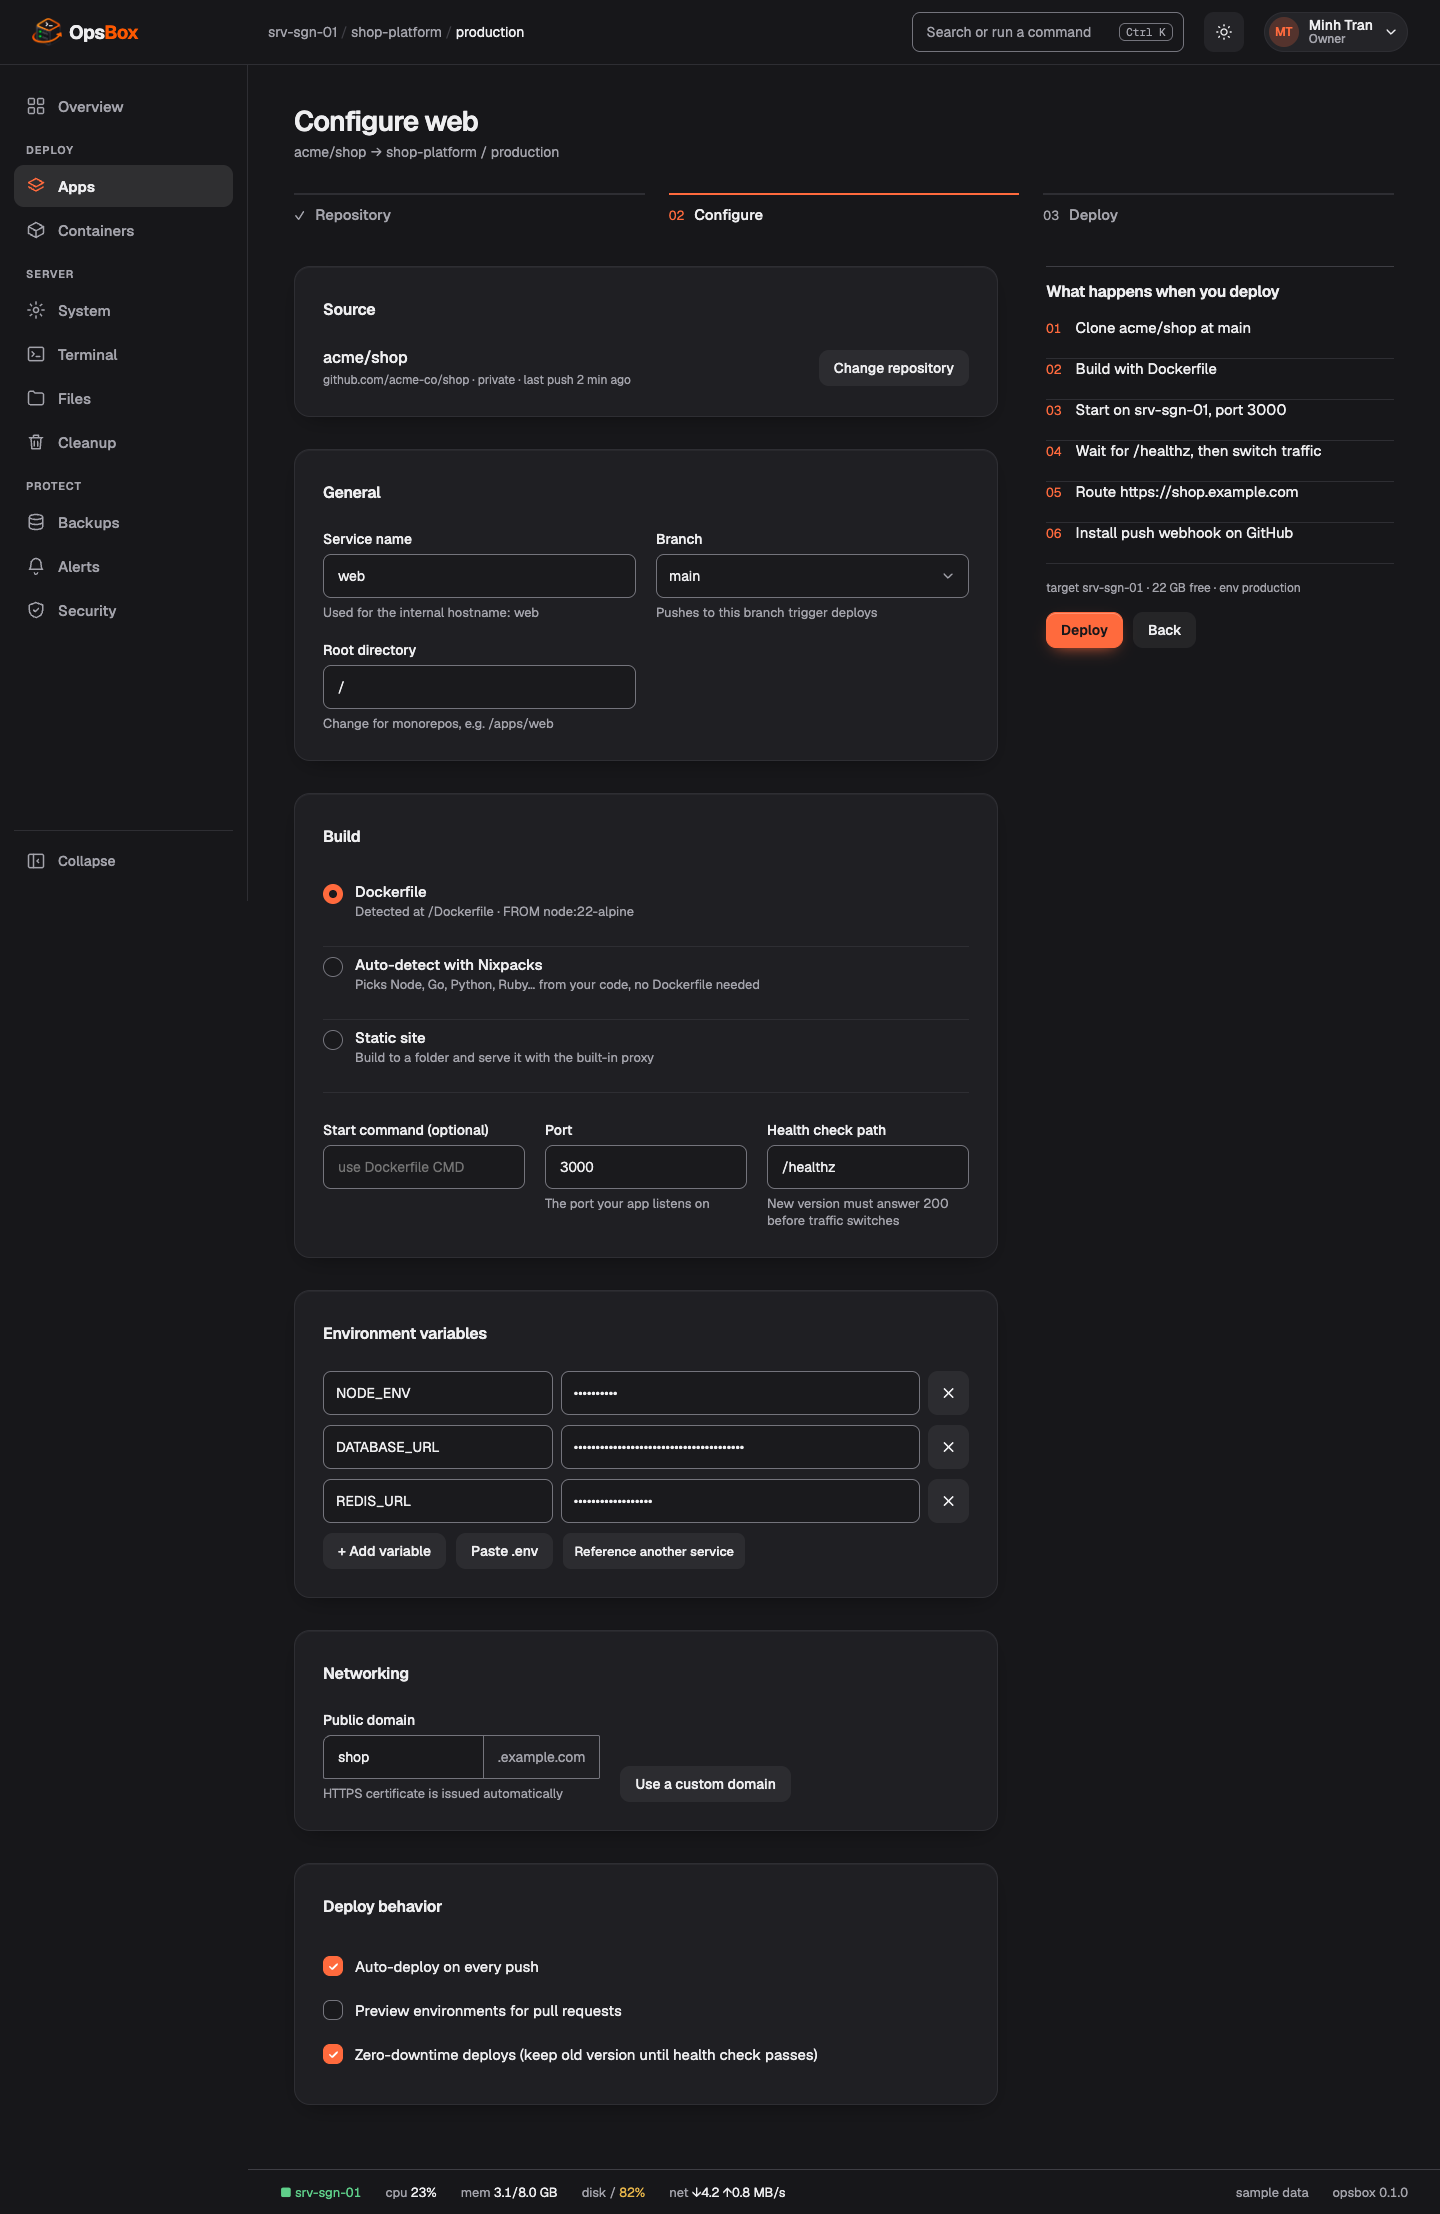 OpsBox
srv-sgn-01 / shop-platform / production
Search or run a command
Ctrl K
MT
Minh Tran
Owner
Overview
DEPLOY
Apps
Containers
SERVER
System
Terminal
Files
Cleanup
PROTECT
Backups
Alerts
Security
Collapse
Configure web
acme/shop → shop-platform / production
✓ Repository
02 Configure
03 Deploy
Source
acme/shop
github.com/acme-co/shop · private · last push 2 min ago
Change repository
General
Service name
web
Used for the internal hostname: web
Branch
main
Pushes to this branch trigger deploys
Root directory
/
Change for monorepos, e.g. /apps/web
Build
Dockerfile
Detected at /Dockerfile · FROM node:22-alpine
Auto-detect with Nixpacks
Picks Node, Go, Python, Ruby… from your code, no Dockerfile needed
Static site
Build to a folder and serve it with the built-in proxy
Start command (optional)
use Dockerfile CMD
Port
3000
The port your app listens on
Health check path
/healthz
New version must answer 200
before traffic switches
Environment variables
NODE_ENV
••••••••••
DATABASE_URL
•••••••••••••••••••••••••••••••••••••••
REDIS_URL
••••••••••••••••••
+ Add variable
Paste .env
Reference another service
Networking
Public domain
shop
.example.com
HTTPS certificate is issued automatically
Use a custom domain
Deploy behavior
Auto-deploy on every push
Preview environments for pull requests
Zero-downtime deploys (keep old version until health check passes)
What happens when you deploy
01 Clone acme/shop at main
02 Build with Dockerfile
03 Start on srv-sgn-01, port 3000
04 Wait for /healthz, then switch traffic
05 Route https://shop.example.com
06 Install push webhook on GitHub
target srv-sgn-01 · 22 GB free · env production
Deploy
Back
srv-sgn-01
cpu 23%
mem 3.1/8.0 GB
disk / 82%
net ↓4.2 ↑0.8 MB/s
sample data
opsbox 0.1.0